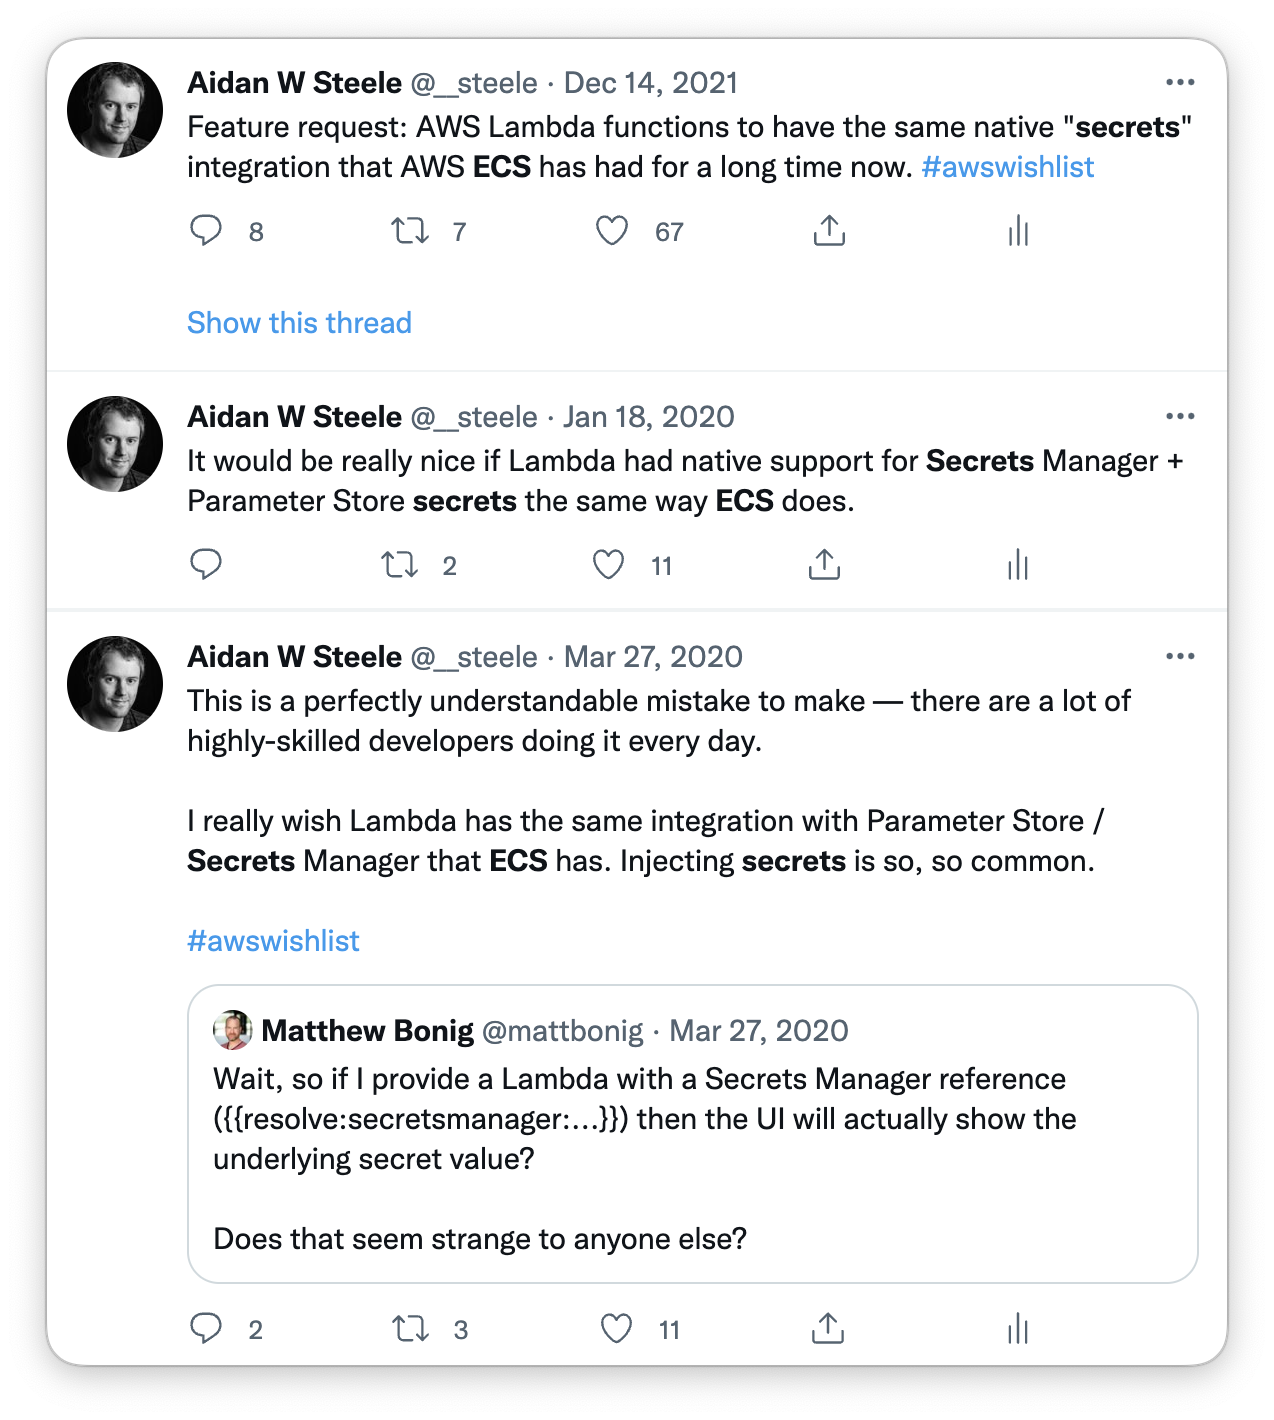 Aidan W Steele @__steele · Dec 14, 2021
Feature request: AWS Lambda functions to have the same native "secrets"
integration that AWS ECS has had for a long time now. #awswishlist
8 7 67
Show this thread
Aidan W Steele @__steele · Jan 18, 2020
It would be really nice if Lambda had native support for Secrets Manager +
Parameter Store secrets the same way ECS does.
2 11
Aidan W Steele @__steele · Mar 27, 2020
This is a perfectly understandable mistake to make — there are a lot of
highly-skilled developers doing it every day.
I really wish Lambda has the same integration with Parameter Store /
Secrets Manager that ECS has. Injecting secrets is so, so common.
#awswishlist
Matthew Bonig @mattbonig · Mar 27, 2020
Wait, so if I provide a Lambda with a Secrets Manager reference
({{resolve:secretsmanager:...}}) then the UI will actually show the
underlying secret value?
Does that seem strange to anyone else?
2 3 11